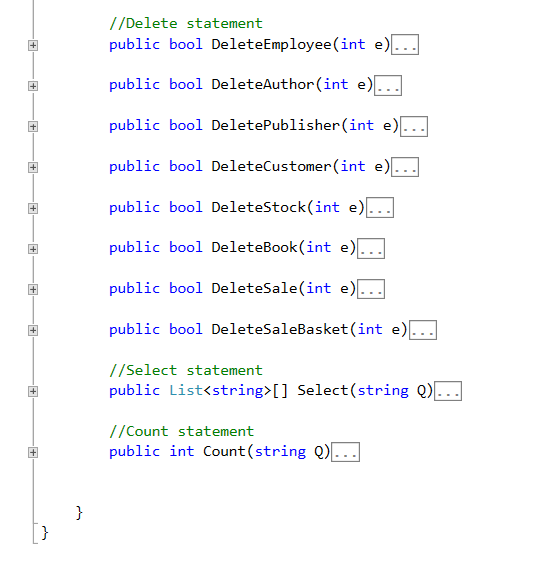 //Delete statement
public bool DeleteEmployee(int e)...
public bool DeleteAuthor(int e)...
public bool DeletePublisher(int e)...
public bool DeleteCustomer(int e)...
public bool DeleteStock(int e)...
public bool DeleteBook(int e)...
public bool DeleteSale(int e)...
public bool DeleteSaleBasket(int e)...
//Select statement
public List<string>[] Select(string Q)...
//Count statement
public int Count(string Q)...
}
}